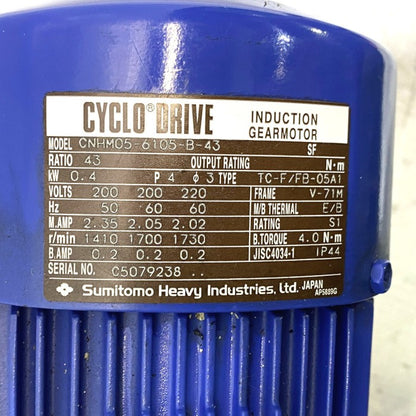 CYCLO® DRIVE INDUCTION GEARMOTOR
MODEL CNHM05-6105-B-43 SF
RATIO 43 OUTPUT RATING N·m
kW 0.4 P 4 φ 3 TYPE TC-F/FB-05A1
VOLTS 200 200 220 FRAME V-71M
Hz 50 60 60 M/B THERMAL E/B
M.AMP 2.35 2.05 2.02 RATING S1
r/min 1410 1700 1730 B.TORQUE 4.0 N·m
B.AMP 0.2 0.2 0.2 JISC4034-1 IP44
SERIAL NO. C5079238 ..
Sumitomo Heavy Industries, Ltd. JAPAN
AP5889G